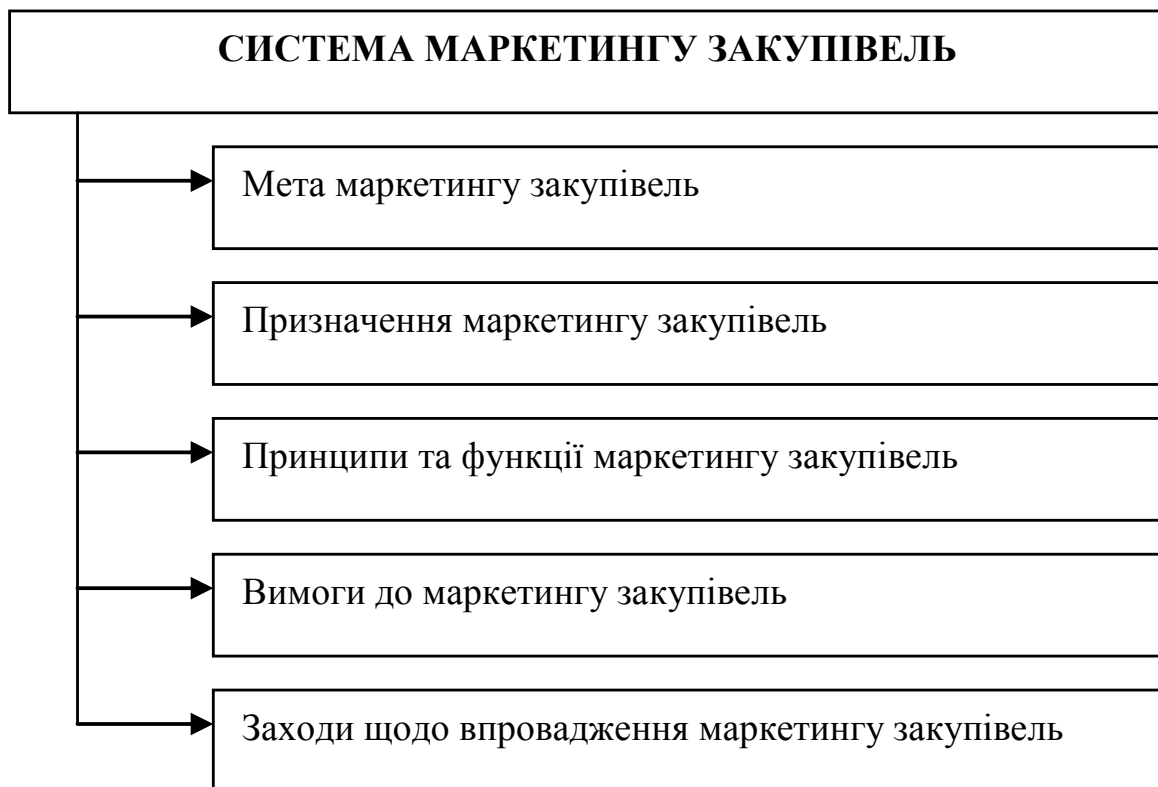 СИСТЕМА МАРКЕТИНГУ ЗАКУПІВЕЛЬ
Мета маркетингу закупівель
Призначення маркетингу закупівель
Принципи та функції маркетингу закупівель
Вимоги до маркетингу закупівель
Заходи щодо впровадження маркетингу закупівель